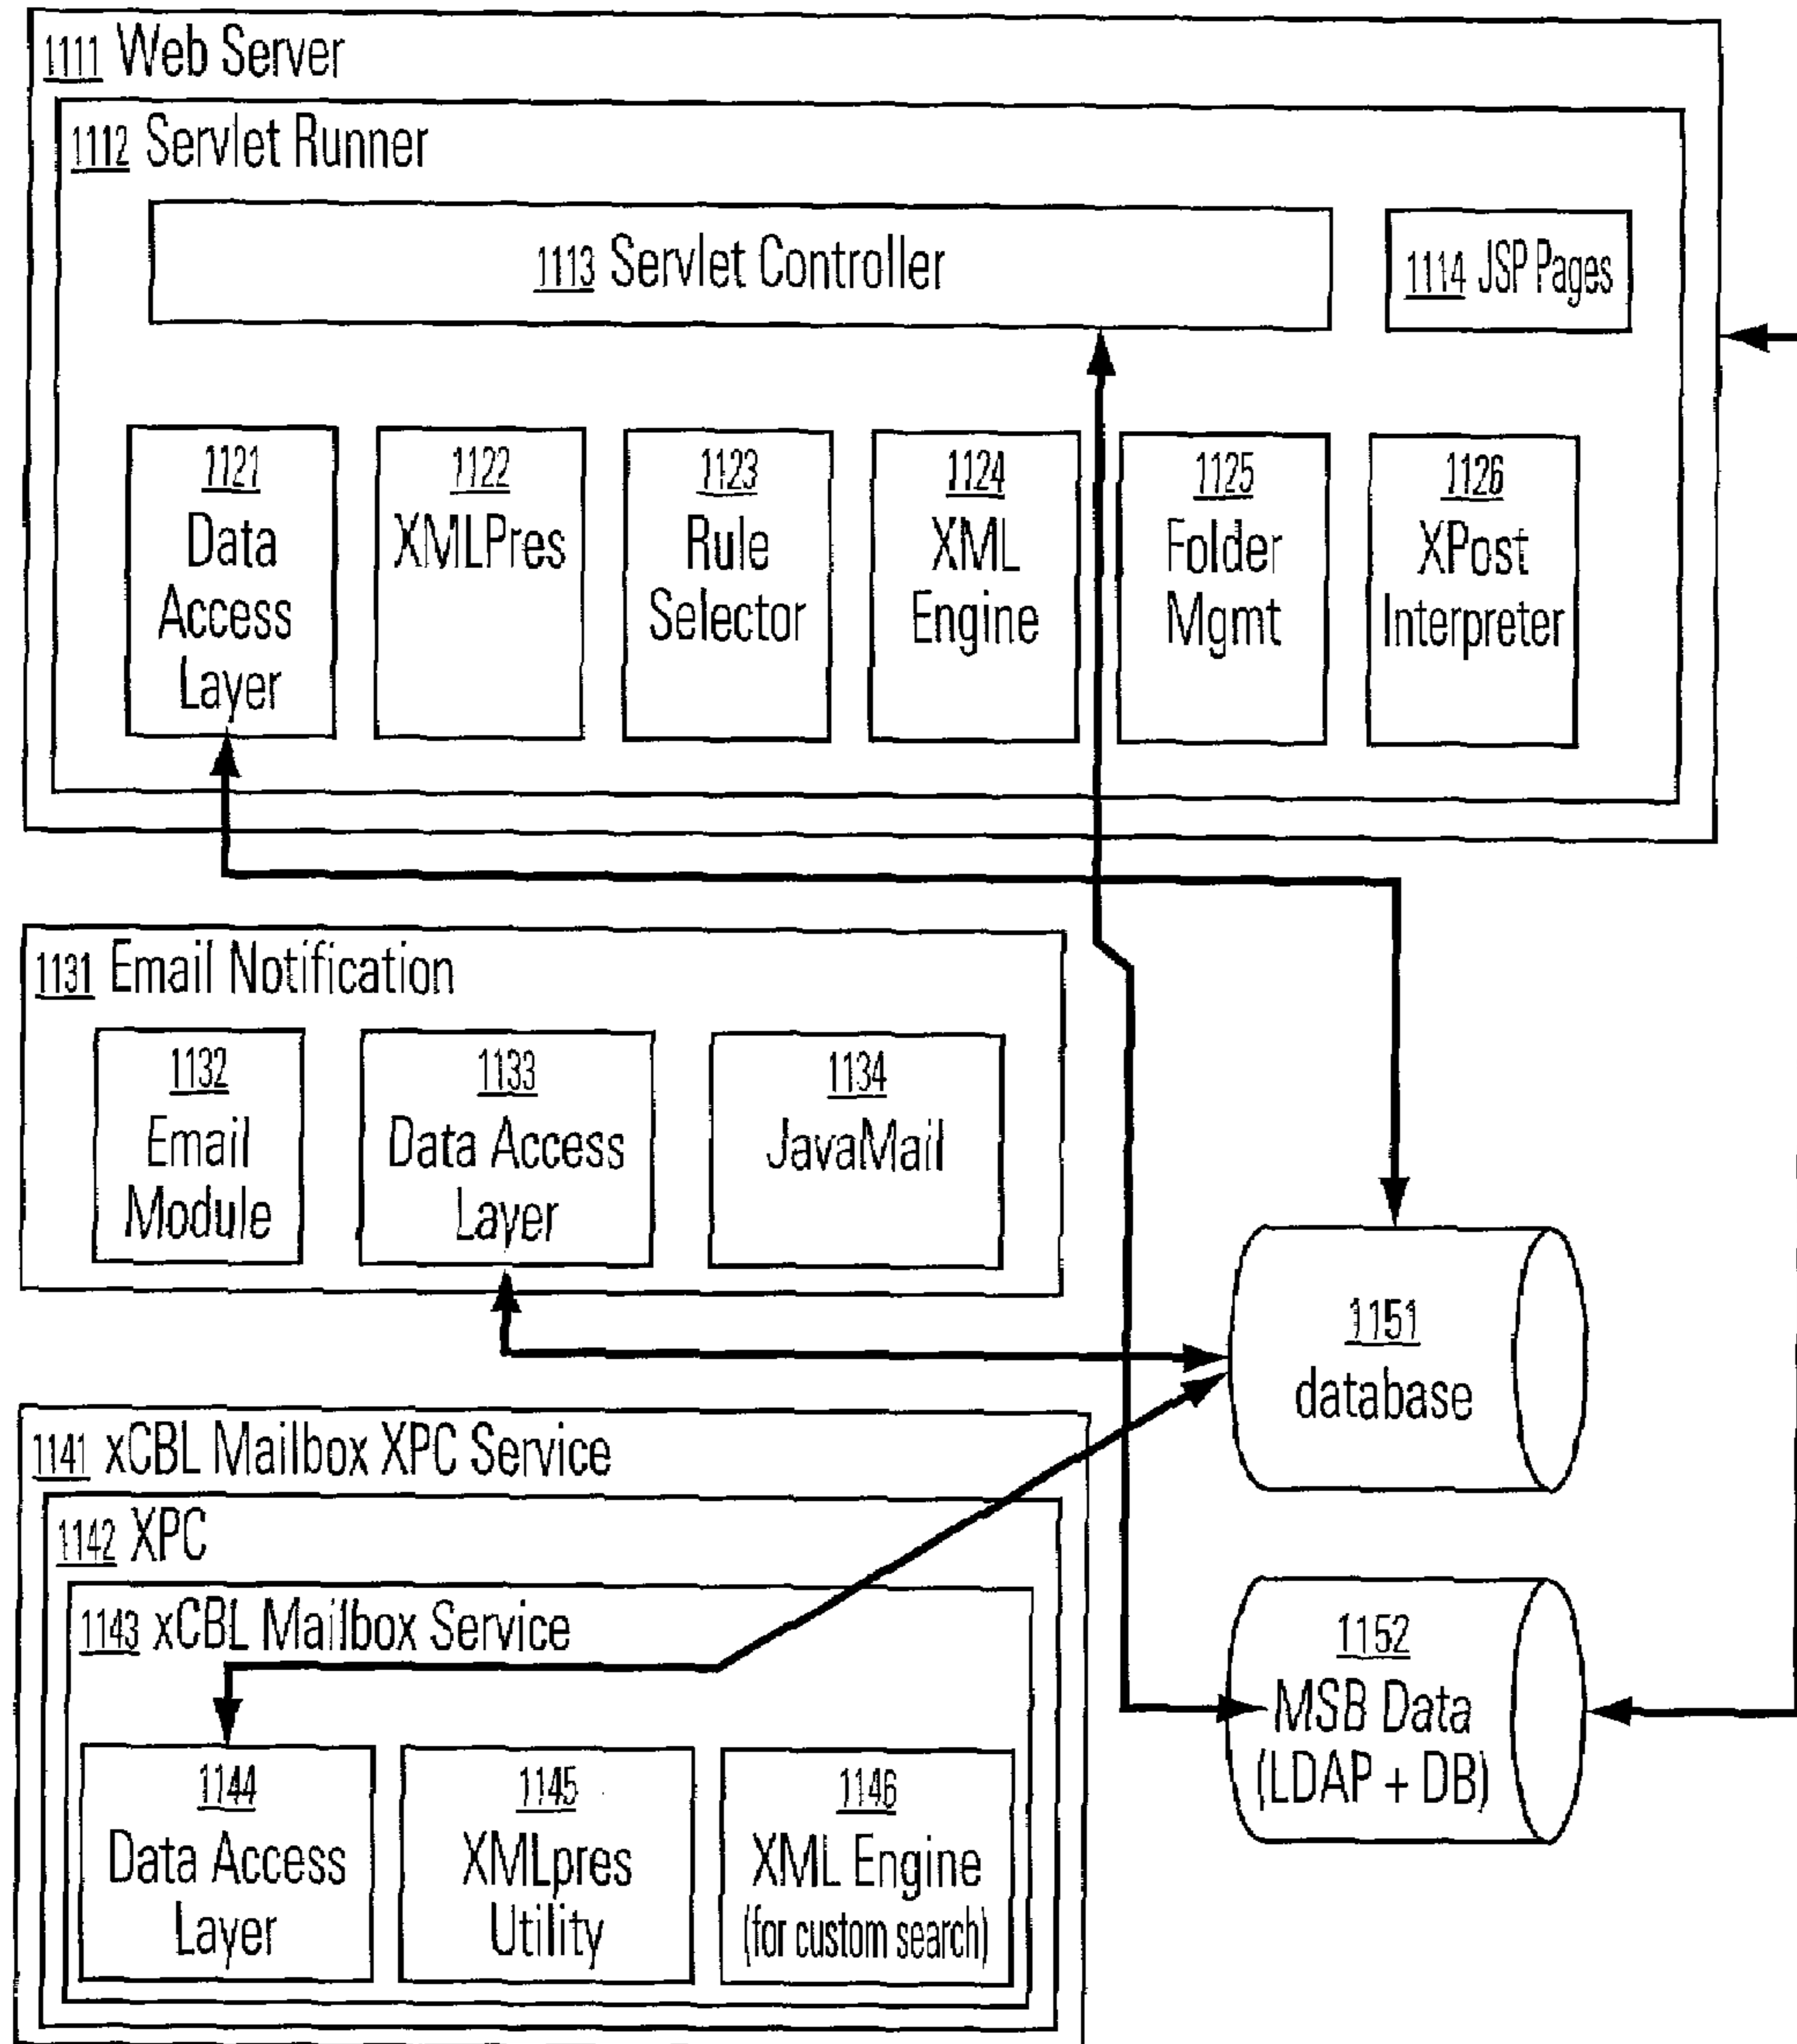 1111 Web Server
1112 Servlet Runner
1113 Servlet Controller
1114 JSP Pages
1121
Data
Access
Layer
1122
XMLPres
1123
Rule
Selector
1124
XML
Engine
1125
Folder
Mgmt
1126
XPost
Interpreter
1131 Email Notification
1132
Email
Module
1133
Data Access
Layer
1134
JavaMail
1151
database
1141 xCBL Mailbox XPC Service
1142 XPC
1143 xCBL Mailbox Service
1144
Data Access
Layer
1145
XMLpres
Utility
1146
XML Engine
(for custom search)
1152
MSB Data
(LDAP + DB)